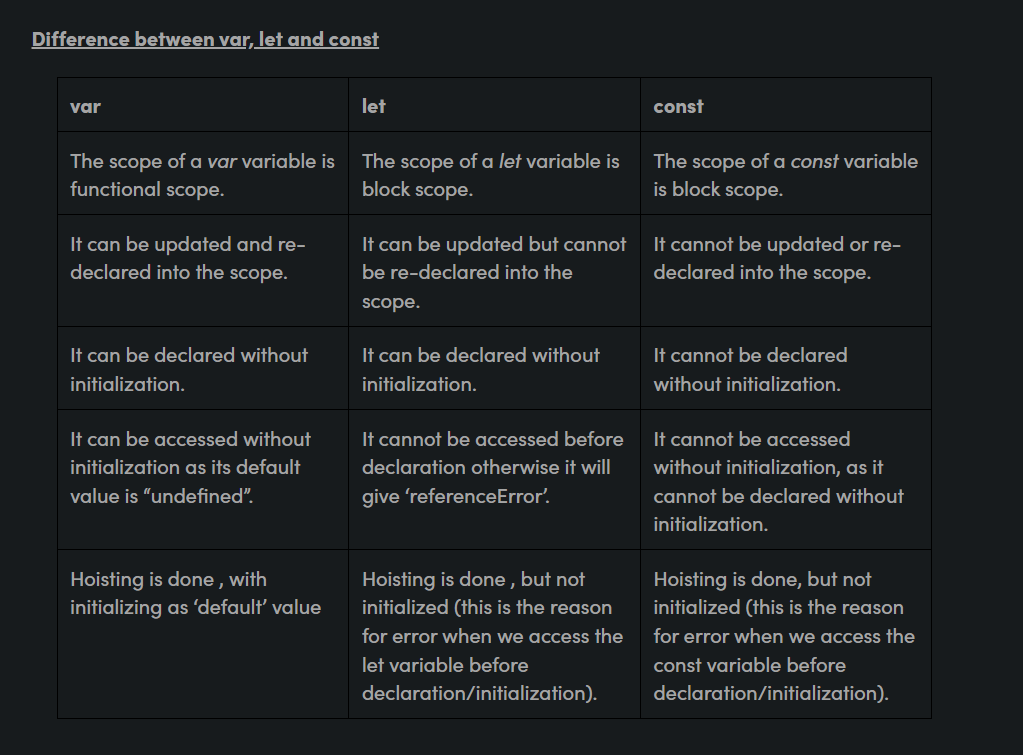 Difference between var, let and const
var
let
const
The scope of a var variable is
functional scope.
The scope of a let variable is
block scope.
The scope of a const variable
is block scope.
It can be updated and re-
declared into the scope.
It can be updated but cannot
be re-declared into the
scope.
It cannot be updated or re-
declared into the scope.
It can be declared without
initialization.
It can be declared without
initialization.
It cannot be declared
without initialization.
It can be accessed without
initialization as its default
value is “undefined”.
It cannot be accessed before
declaration otherwise it will
give ‘referenceError’.
It cannot be accessed
without initialization, as it
cannot be declared without
initialization.
Hoisting is done , with
initializing as ‘default’ value
Hoisting is done , but not
initialized (this is the reason
for error when we access the
let variable before
declaration/initialization).
Hoisting is done, but not
initialized (this is the reason
for error when we access the
const variable before
declaration/initialization).